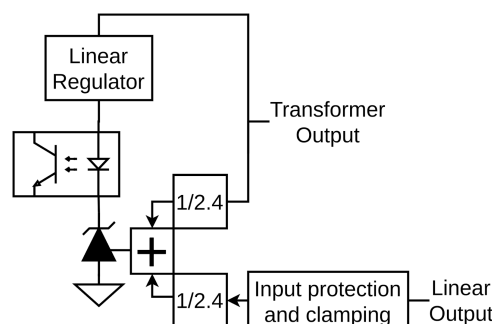 Linear
Regulator
Transformer
Output
1/2.4
+
1/2.4
Input protection
and clamping
Linear
Output